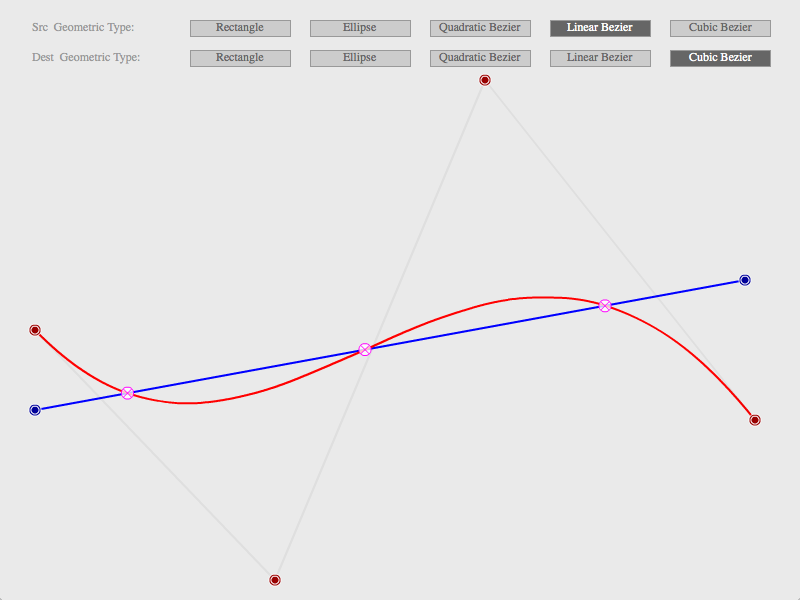 Src Geometric Type: Rectangle Ellipse Quadratic Bezier Linear Bezier Cubic Bezier
Dest Geometric Type: Rectangle Ellipse Quadratic Bezier Linear Bezier Cubic Bezier